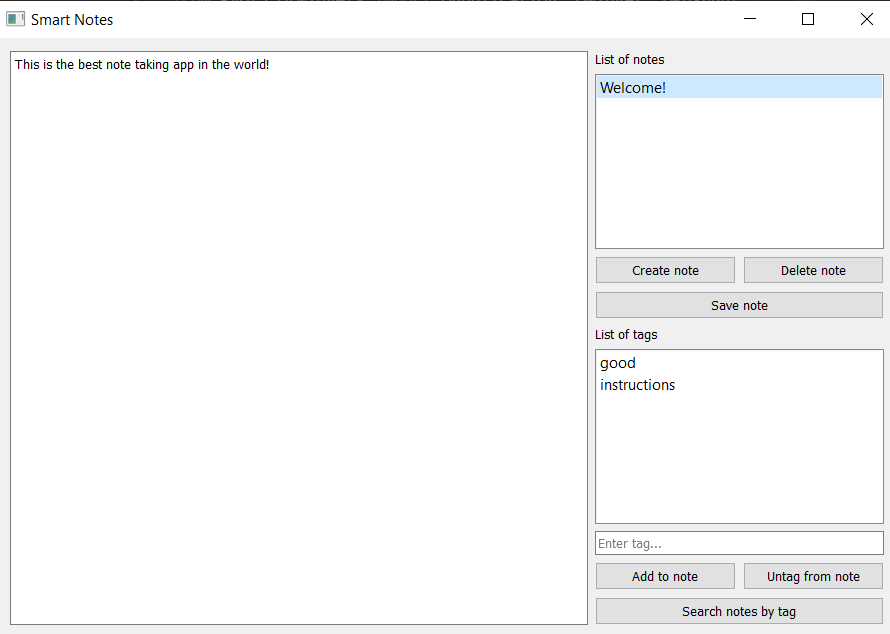 Smart Notes
This is the best note taking app in the world!
List of notes
Welcome!
Create note
Delete note
Save note
List of tags
good
instructions
Enter tag...
Add to note
Untag from note
Search notes by tag